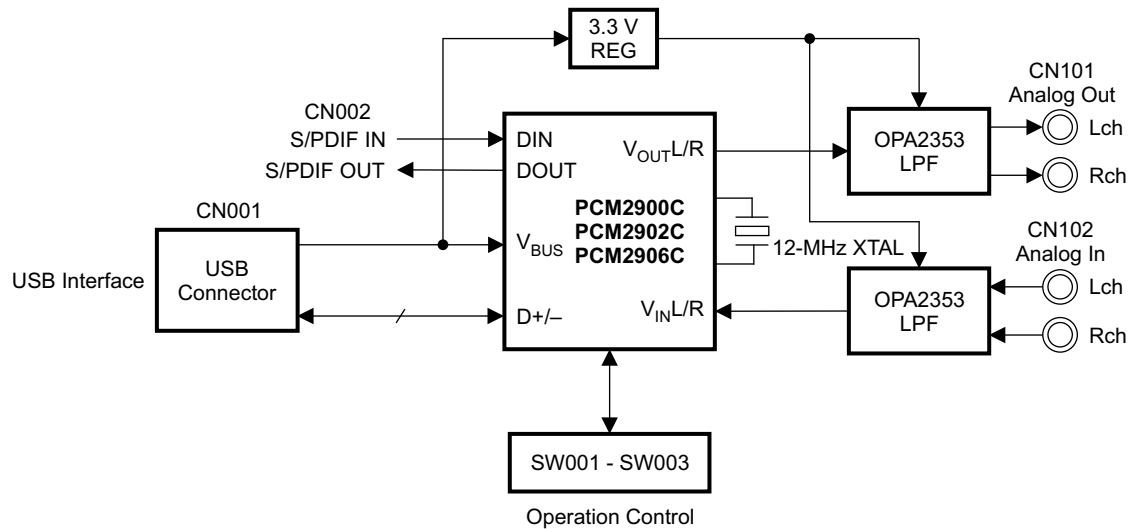 3.3 V
REG
CN101
Analog Out
CN002
S/PDIF IN
DIN
VOUTL/R
OPA2353
LPF
Lch
S/PDIF OUT
DOUT
Rch
CN001
PCM2900C
PCM2902C
PCM2906C
CN102
Analog In
USB Interface
USB
Connector
VBUS
12-MHz XTAL
Lch
D+/–
VINL/R
OPA2353
LPF
Rch
SW001 - SW003
Operation Control